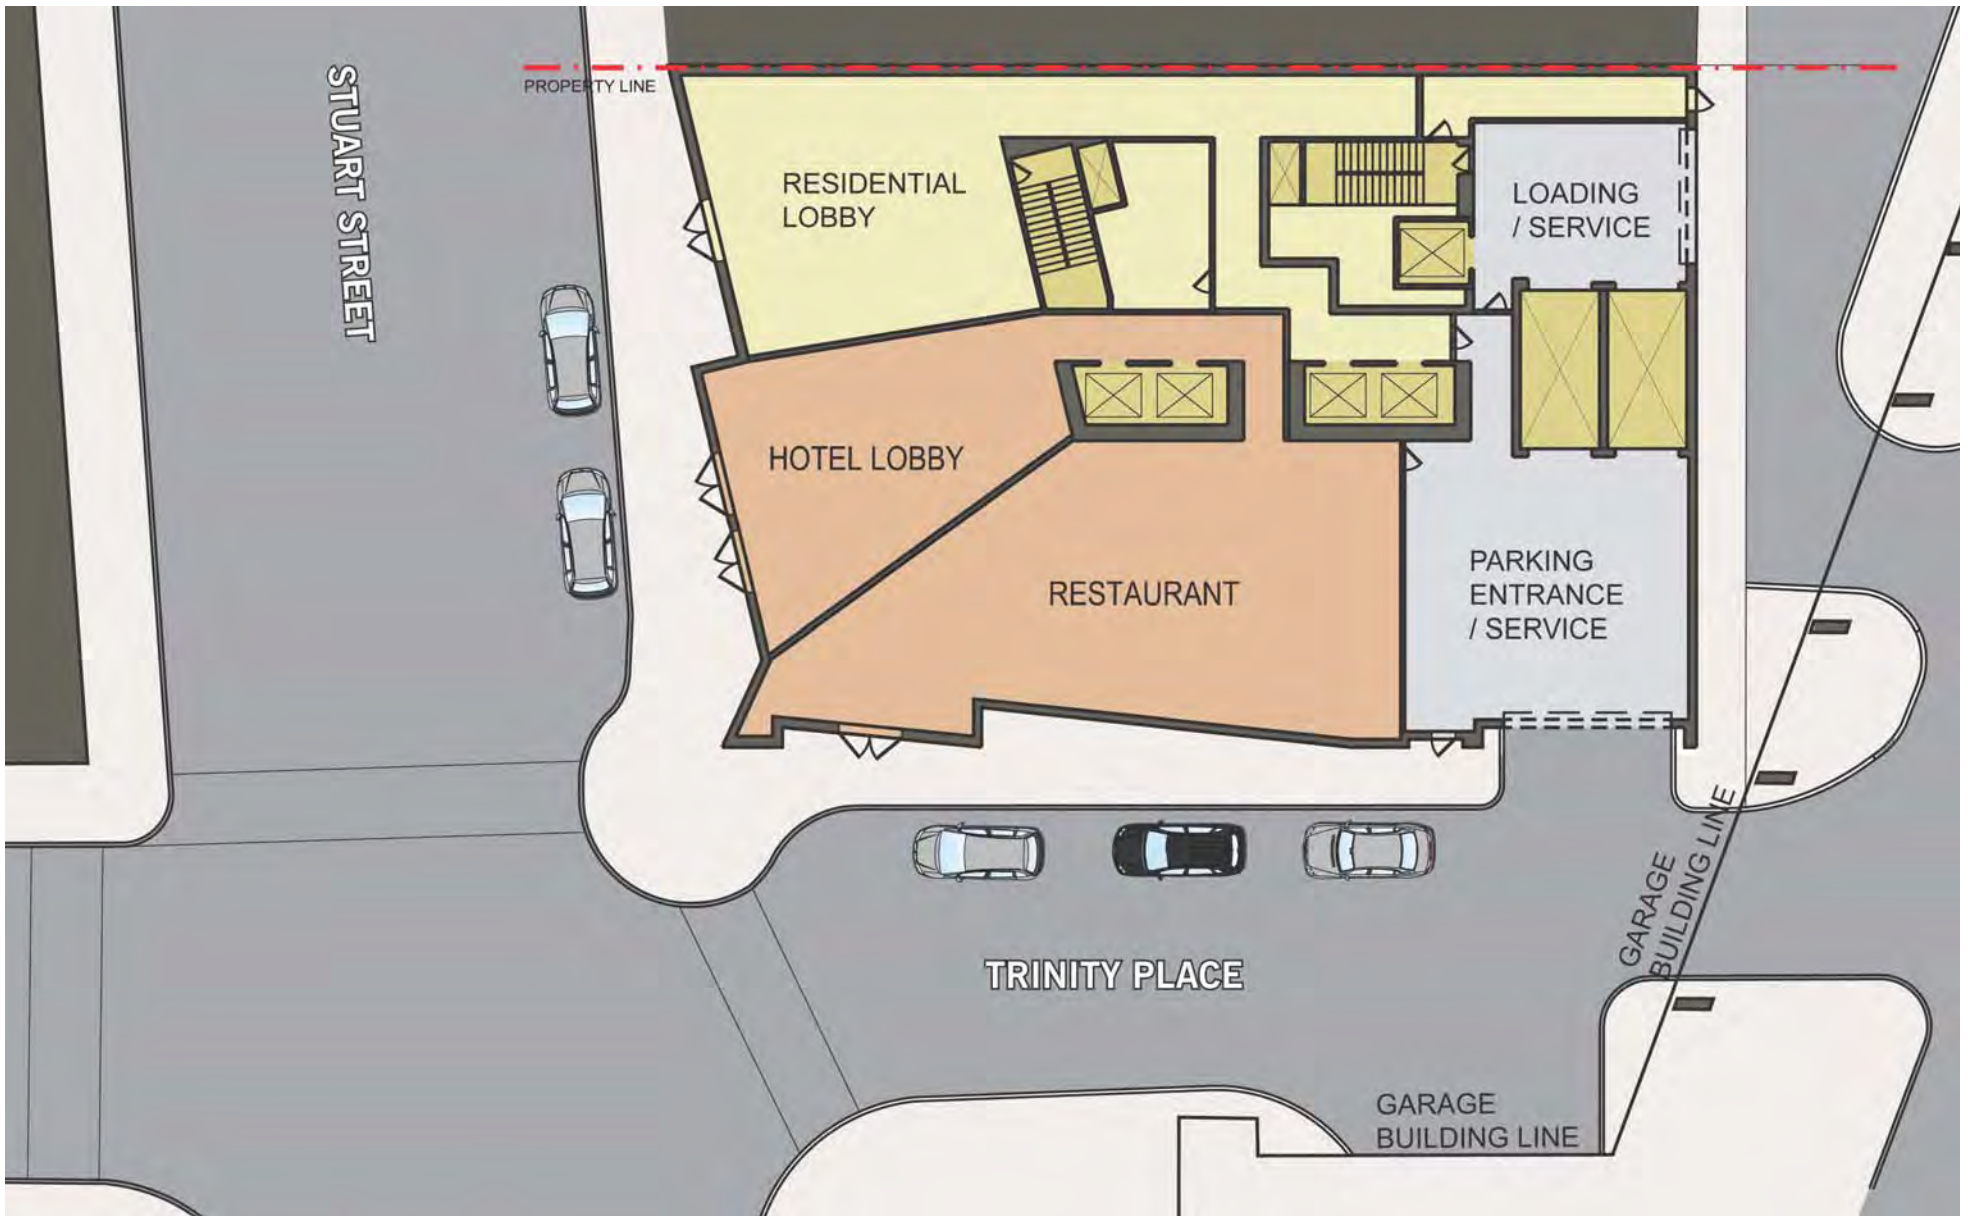 STUART STREET
PROPERTY LINE
RESIDENTIAL
LOBBY
LOADING
/ SERVICE
HOTEL LOBBY
RESTAURANT
PARKING
ENTRANCE
/ SERVICE
GARAGE
BUILDING LINE
TRINITY PLACE
GARAGE
BUILDING LINE